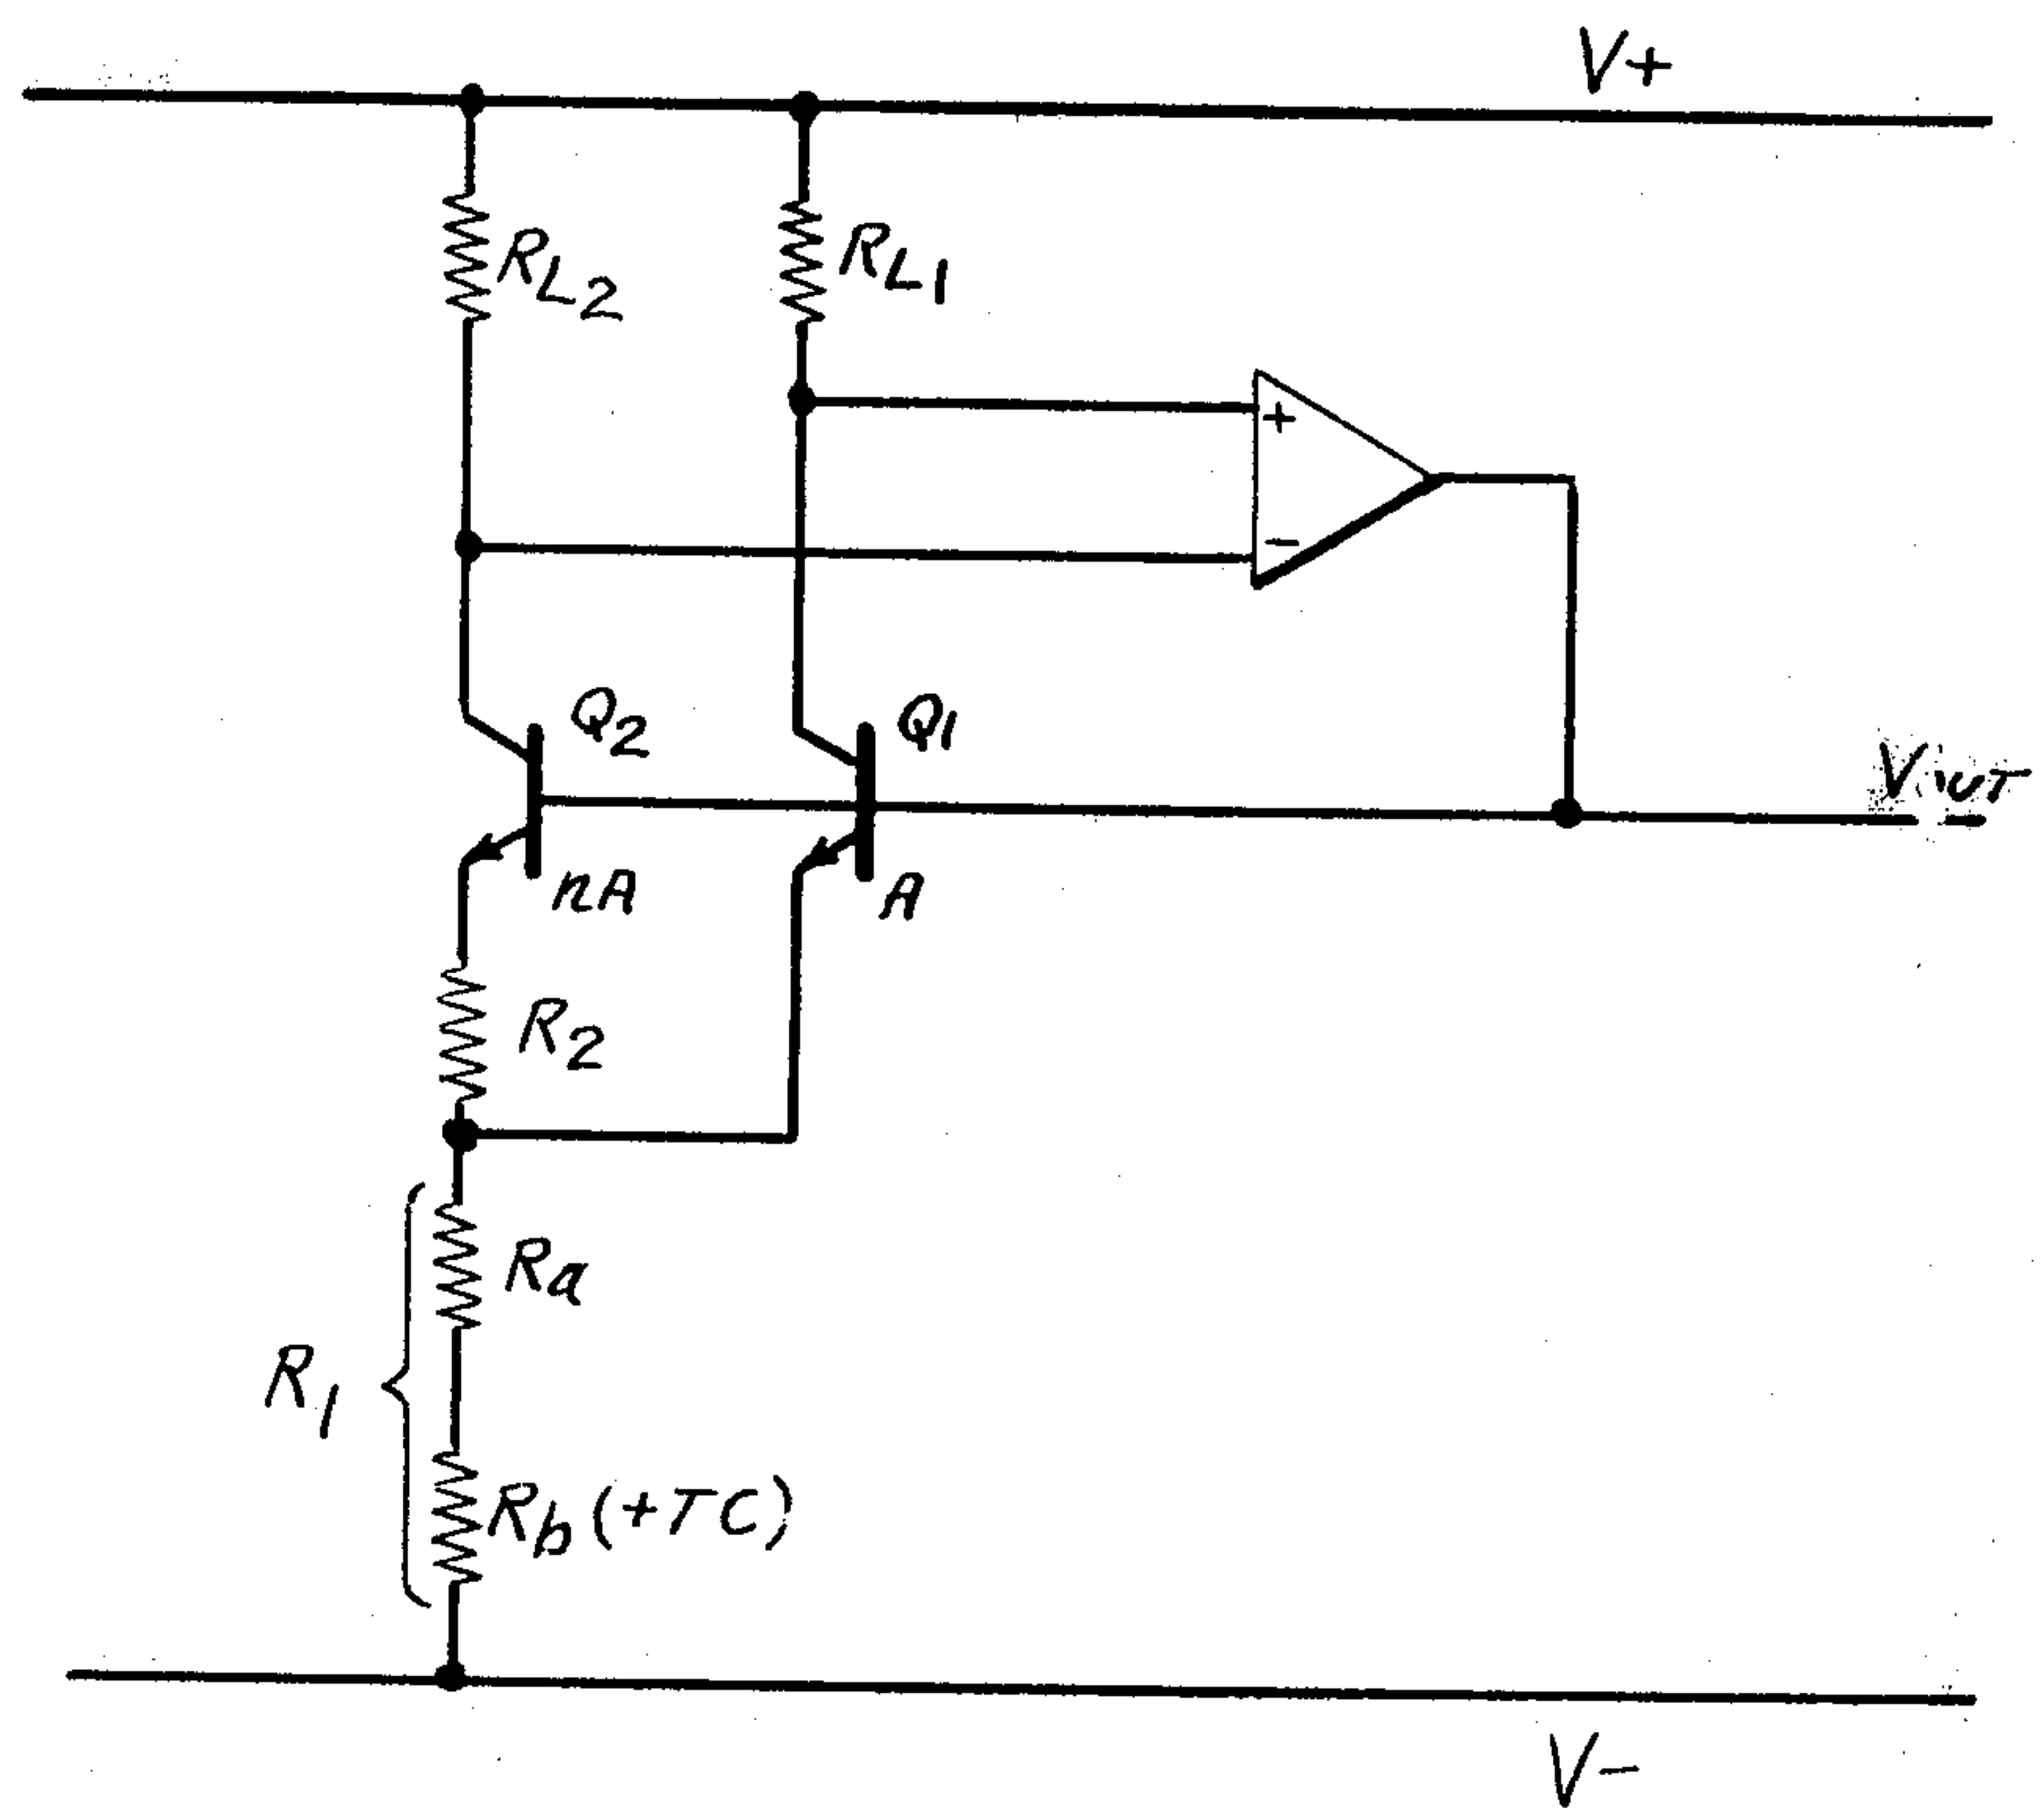 V+
RL2
RL1
+
−
Q2
Q1
VouT
nA
A
R2
Ra
R1
Rb (+TC)
V−